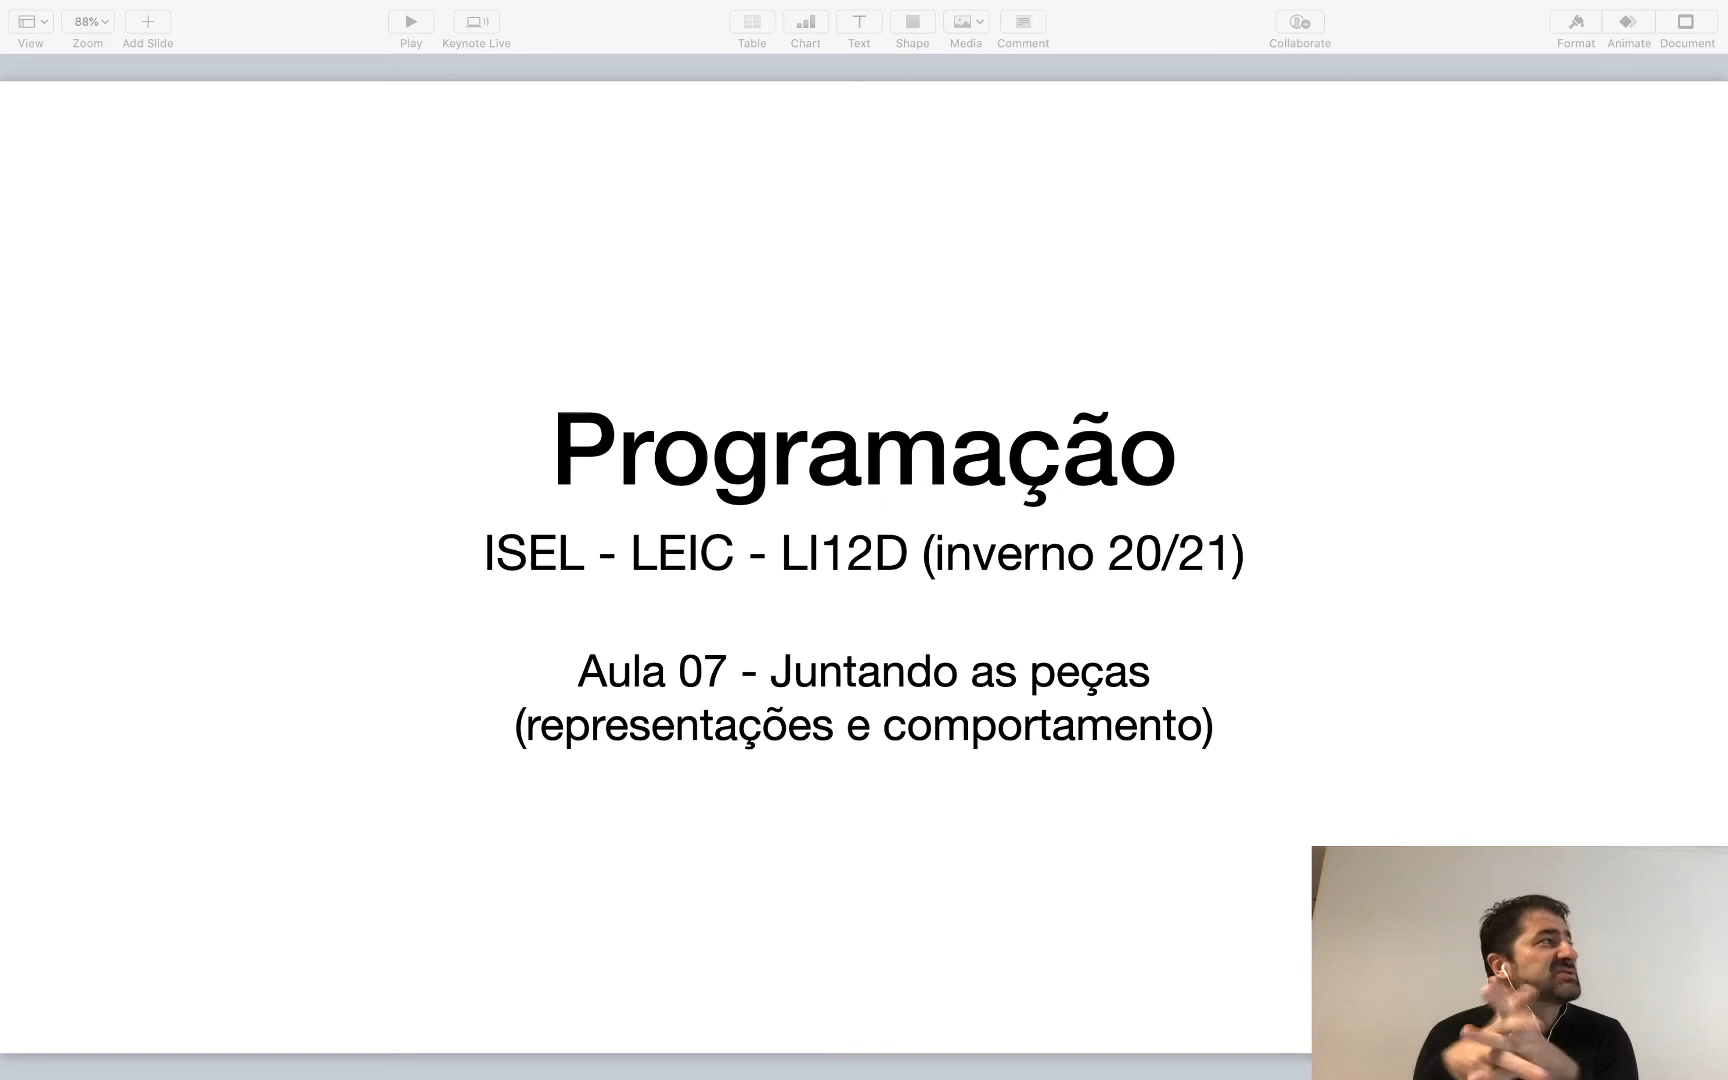 88%
View
Zoom
Add Slide
Play
Keynote Live
Table
Chart
Text
Shape
Media
Comment
Collaborate
Format
Animate
Document
Programação
ISEL - LEIC - LI12D (inverno 20/21)
Aula 07 - Juntando as peças
(representações e comportamento)